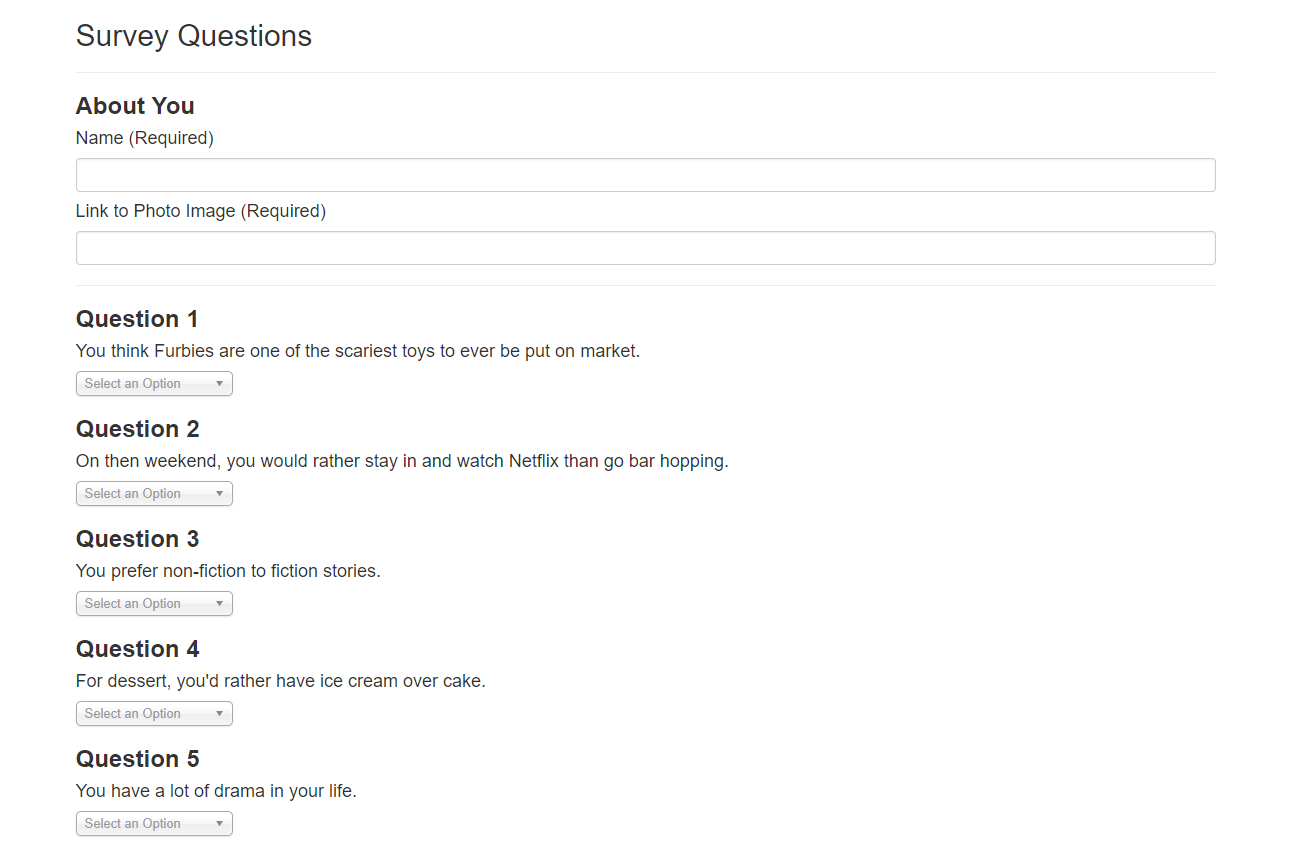 Survey Questions
About You
Name (Required)
Link to Photo Image (Required)
Question 1
You think Furbies are one of the scariest toys to ever be put on market.
Select an Option
Question 2
On then weekend, you would rather stay in and watch Netflix than go bar hopping.
Select an Option
Question 3
You prefer non-fiction to fiction stories.
Select an Option
Question 4
For dessert, you'd rather have ice cream over cake.
Select an Option
Question 5
You have a lot of drama in your life.
Select an Option